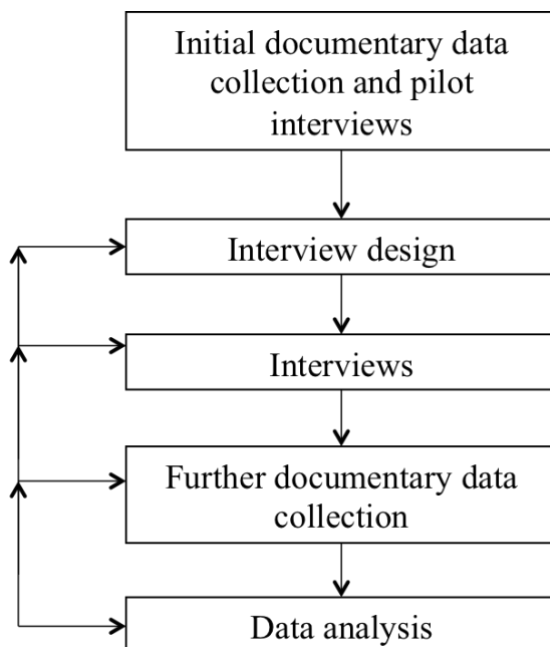 Initial documentary data
collection and pilot
interviews
Interview design
Interviews
Further documentary data
collection
Data analysis